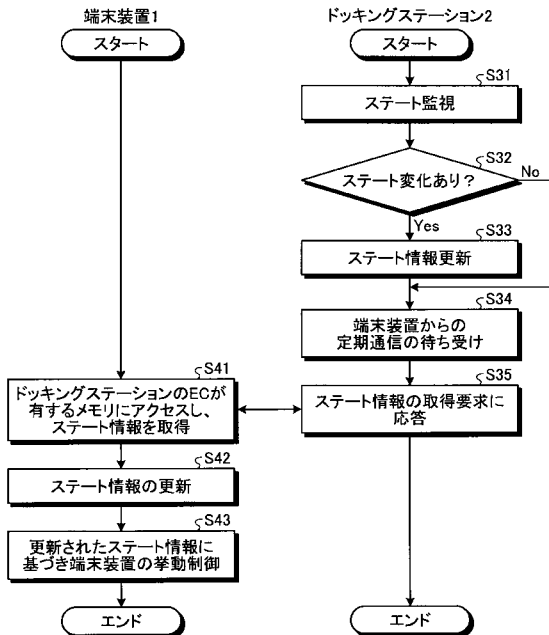 端末装置1
スタート
S41
ドッキングステーションのECが
有するメモリにアクセスし、
ステート情報を取得
S42
ステート情報の更新
S43
更新されたステート情報に
基づき端末装置の挙動制御
エンド
ドッキングステーション2
スタート
S31
ステート監視
S32
ステート変化あり?
No
Yes
S33
ステート情報更新
S34
端末装置からの
定期通信の待ち受け
S35
ステート情報の取得要求に
応答
エンド